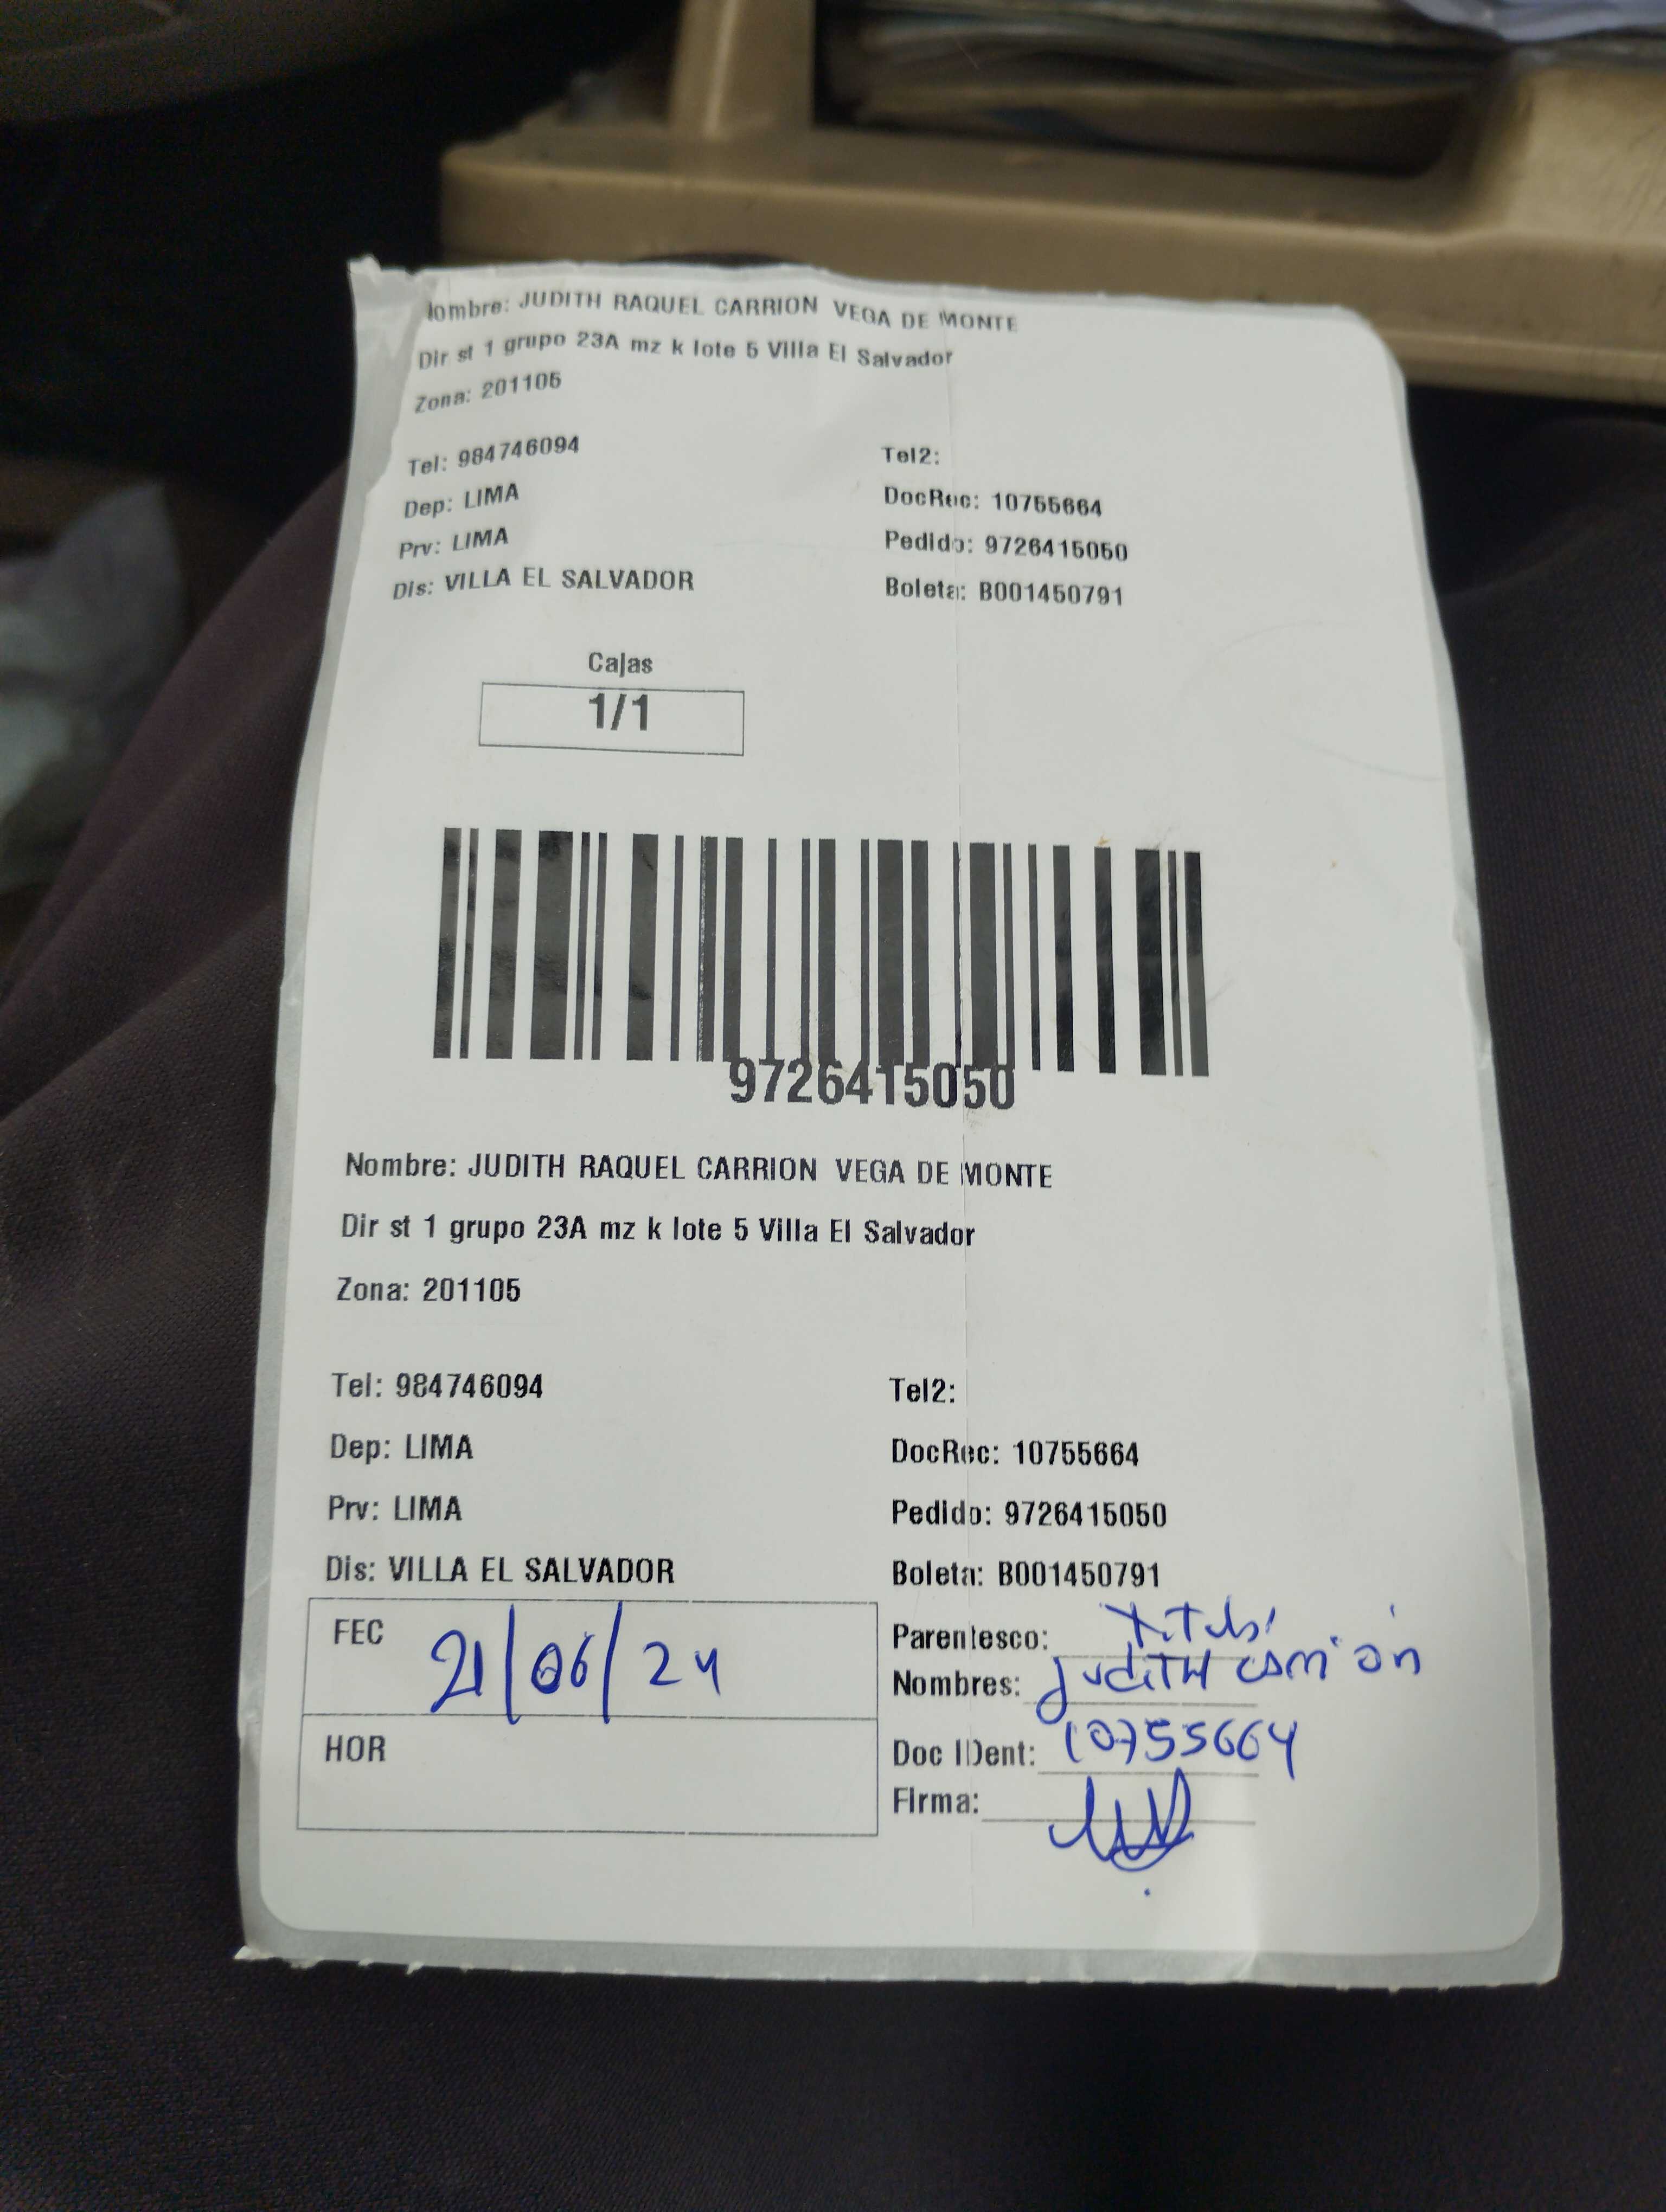 Nombre: JUDITH RAQUEL CARRION VEGA DE MONTE
Dir st 1 grupo 23A mz k lote 5 Villa El Salvador
Zona: 201105
Tel: 984746094
Tel2:
Dep: LIMA
DocRec: 10755664
Prv: LIMA
Pedido: 9726415050
Dis: VILLA EL SALVADOR
Boleta: B001450791
Cajas
1/1
9726415050
Nombre: JUDITH RAQUEL CARRION VEGA DE MONTE
Dir st 1 grupo 23A mz k lote 5 Villa El Salvador
Zona: 201105
Tel: 984746094
Tel2:
Dep: LIMA
DocRec: 10755664
Prv: LIMA
Pedido: 9726415050
Dis: VILLA EL SALVADOR
Boleta: B001450791
FEC 21/06/24
HOR
Parentesco:
Nombres: Judith Carrión
Doc IDent: 10755664
Firma: